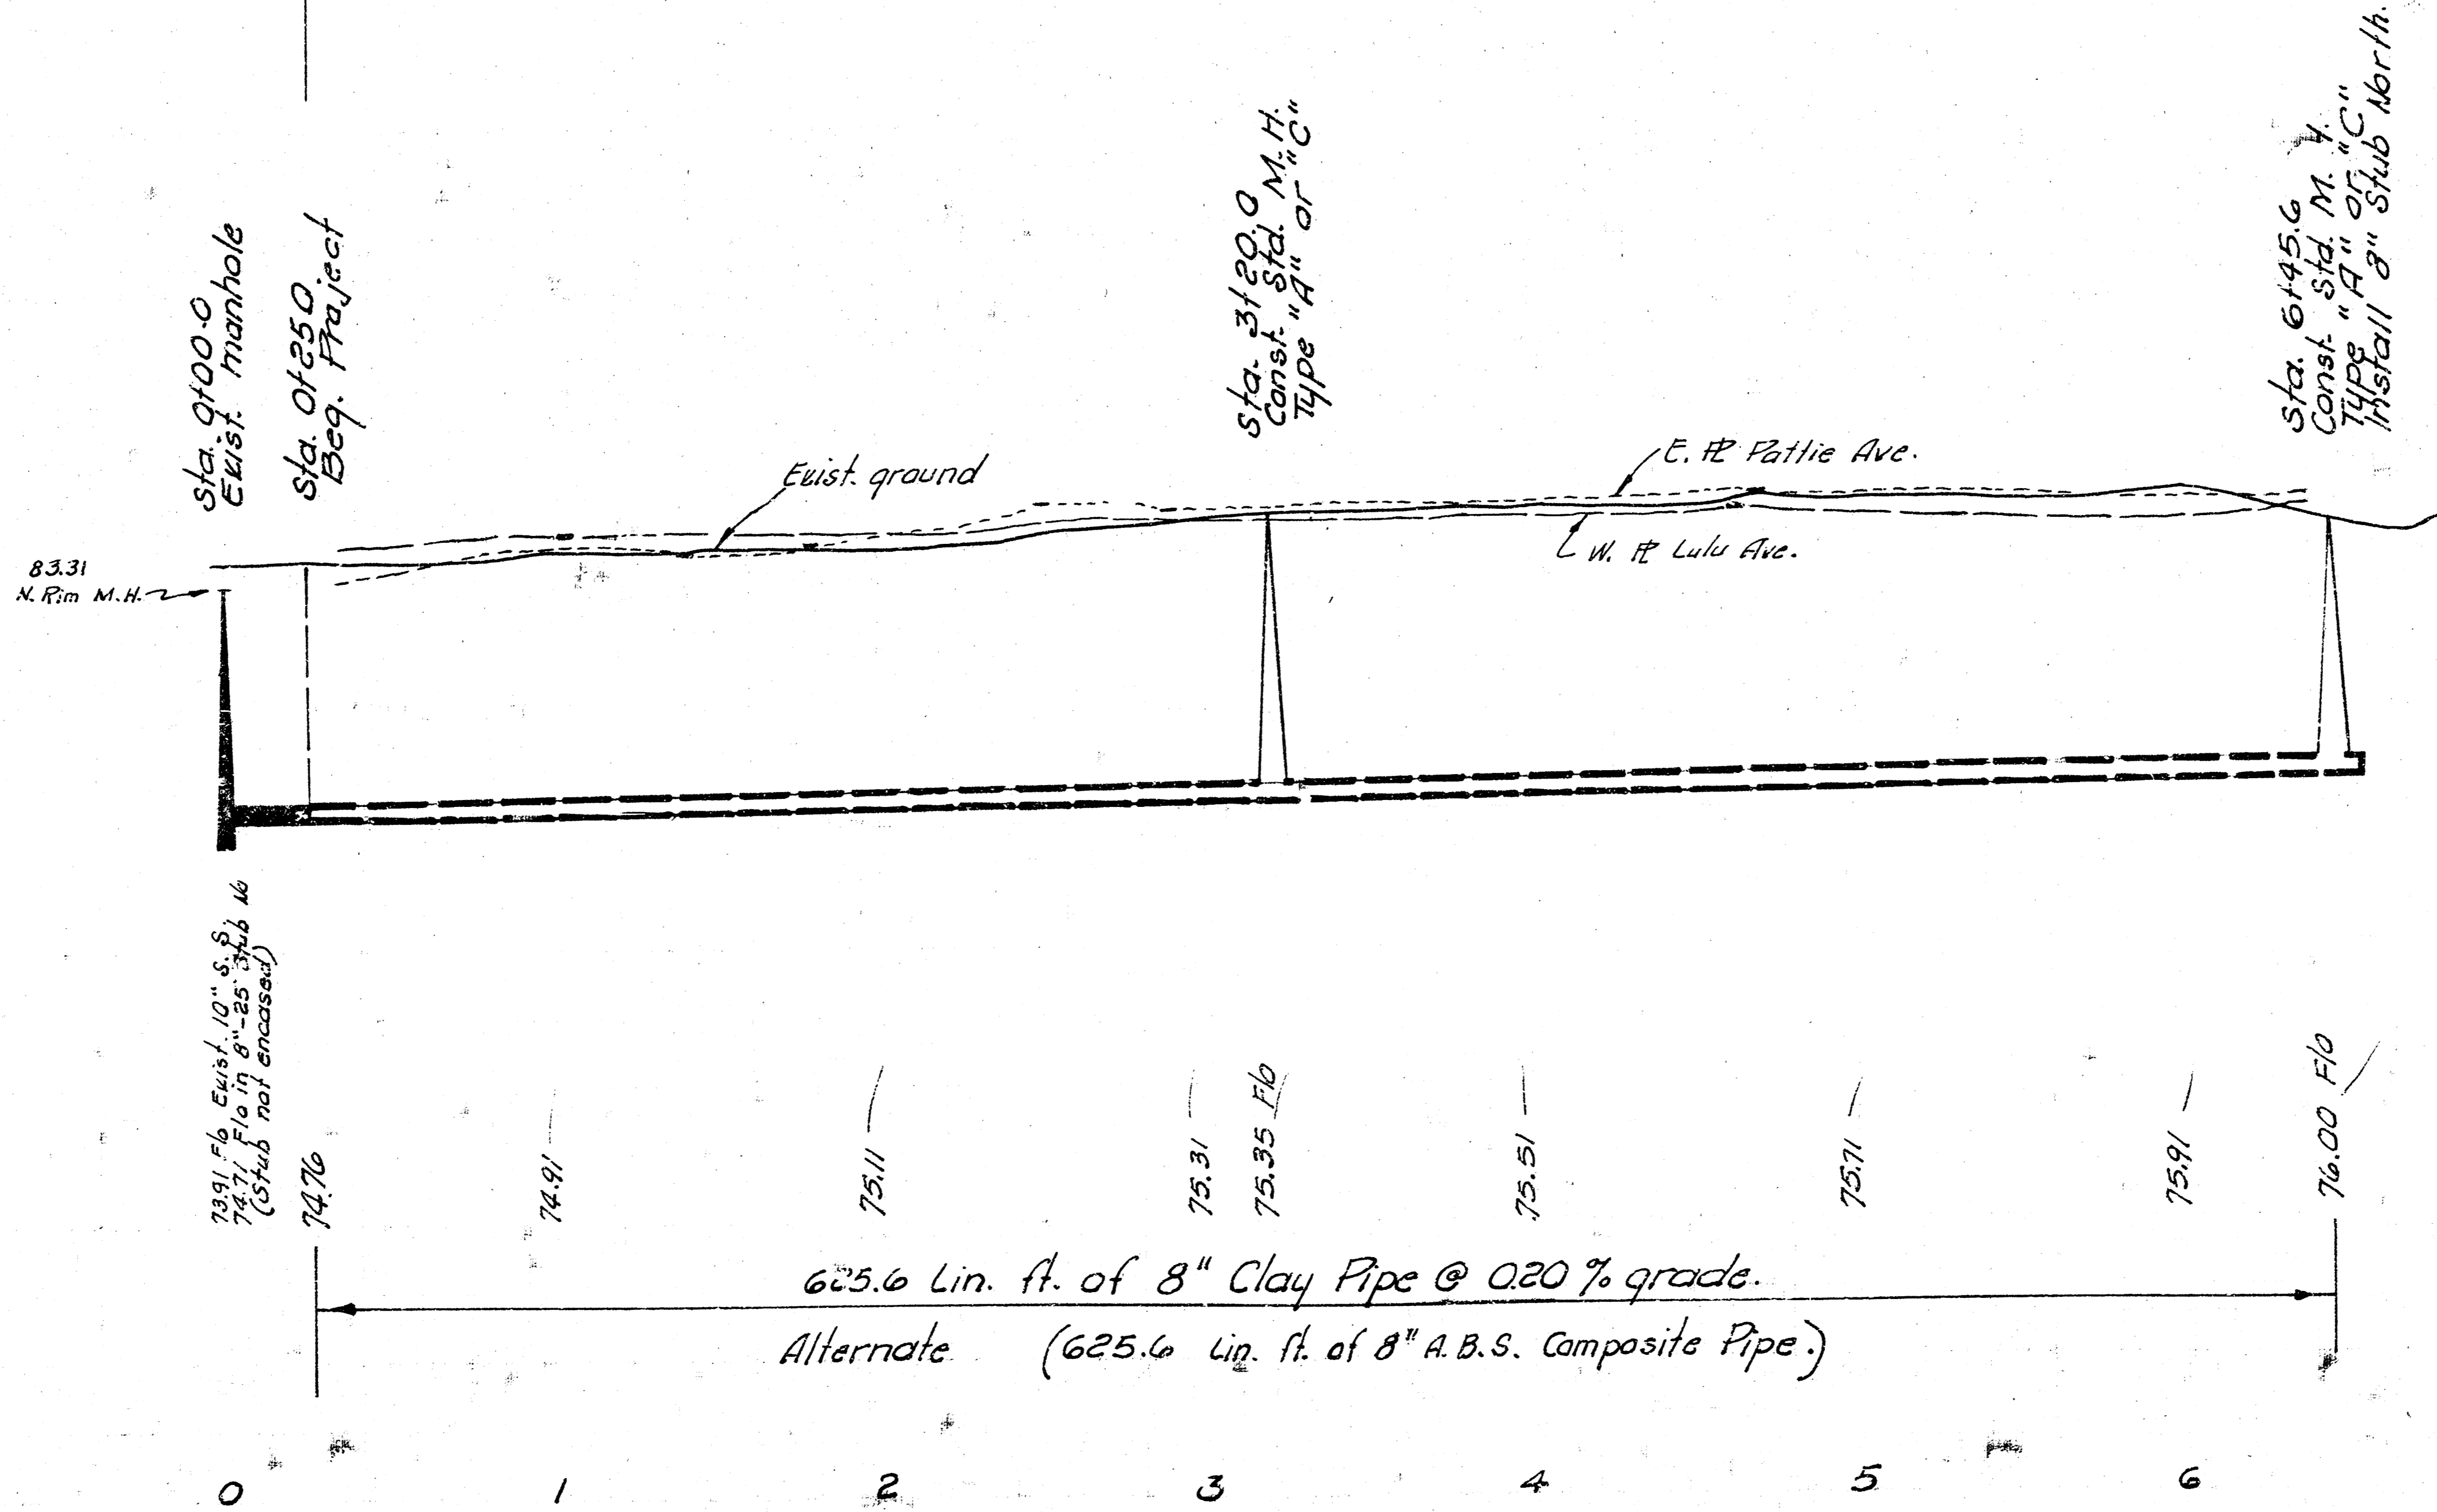 Sta. 0+00.0
Exist. manhole
Sta. 0+25.0
Beg. Project
Sta. 3+20.0
Const. "Std. M.H.
Type "A" or "C"
Sta. 6+45.6
Const. "Std. M. H.
Type "A" or "C"
Install 8" Stub North.
Exist. ground
E. ₧ Pattie Ave.
W. ₧ Lulu Ave.
83.31
N. Rim M.H.
73.91 Flo Exist. 10" S.S.
74.71 Flo in 8"-25' Stub No
(Stub not encased)
74.76
74.91
75.11
75.31
75.35 Flo
75.51
75.71
75.91
76.00 Flo
625.6 Lin. ft. of 8" Clay Pipe @ 0.20 % grade.
Alternate (625.6 Lin. ft. of 8" A.B.S. Composite Pipe.)
0 1 2 3 4 5 6